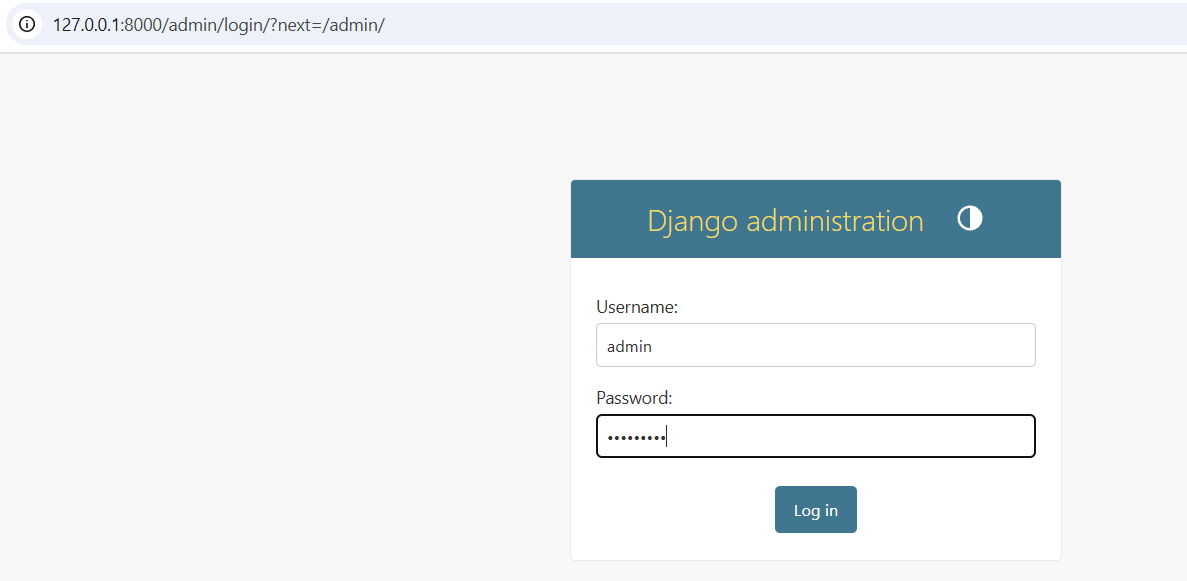 127.0.0.1:8000/admin/login/?next=/admin/
Django administration
Username:
admin
Password:
•••••••••
Log in